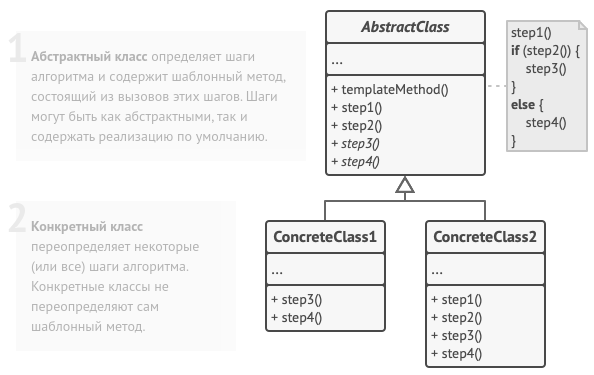 1
Абстрактный класс определяет шаги
алгоритма и содержит шаблонный метод,
состоящий из вызовов этих шагов. Шаги
могут быть как абстрактными, так и
содержать реализацию по умолчанию.
AbstractClass
...
+ templateMethod()
+ step1()
+ step2()
+ step3()
+ step4()
step1()
if (step2()) {
step3()
}
else {
step4()
}
2
Конкретный класс
переопределяет некоторые
(или все) шаги алгоритма.
Конкретные классы не
переопределяют сам
шаблонный метод.
ConcreteClass1
...
+ step3()
+ step4()
ConcreteClass2
...
+ step1()
+ step2()
+ step3()
+ step4()